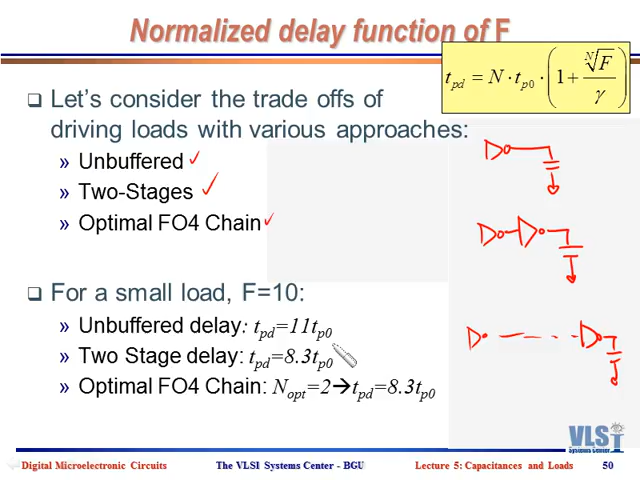 Normalized delay function of F
t_pd = N · t_p0 · (1 + ᴺ√F / γ)
❑ Let's consider the trade offs of
driving loads with various approaches:
» Unbuffered ✓
» Two-Stages ✓
» Optimal FO4 Chain ✓
❑ For a small load, F=10:
» Unbuffered delay: t_pd=11t_p0
» Two Stage delay: t_pd=8.3t_p0
» Optimal FO4 Chain: N_opt=2→t_pd=8.3t_p0
VLSI
Systems Center
Digital Microelectronic Circuits The VLSI Systems Center - BGU Lecture 5: Capacitances and Loads 50